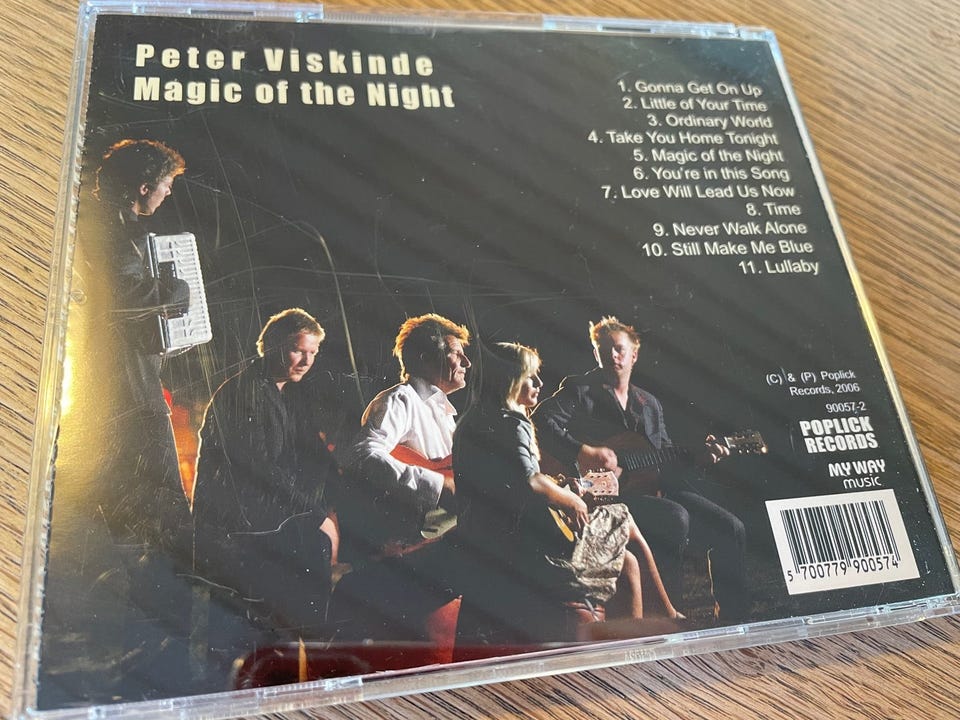 Peter Viskinde
Magic of the Night
1. Gonna Get On Up
2. Little of Your Time
3. Ordinary World
4. Take You Home Tonight
5. Magic of the Night
6. You're in this Song
7. Love Will Lead Us Now
8. Time
9. Never Walk Alone
10. Still Make Me Blue
11. Lullaby
(C) & (P) Poplick
Records, 2006
90057-2
POPLICK
RECORDS
MY WAY
music
5 700779 900574